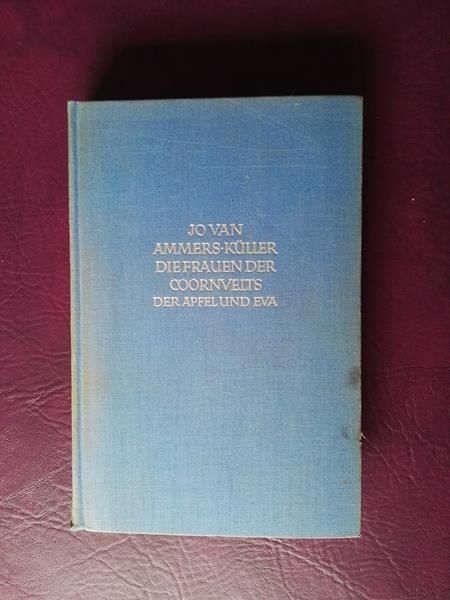 JO VAN
AMMERS-KÜLLER
DIE FRAUEN DER
COORNVELTS
DER APFEL UND EVA